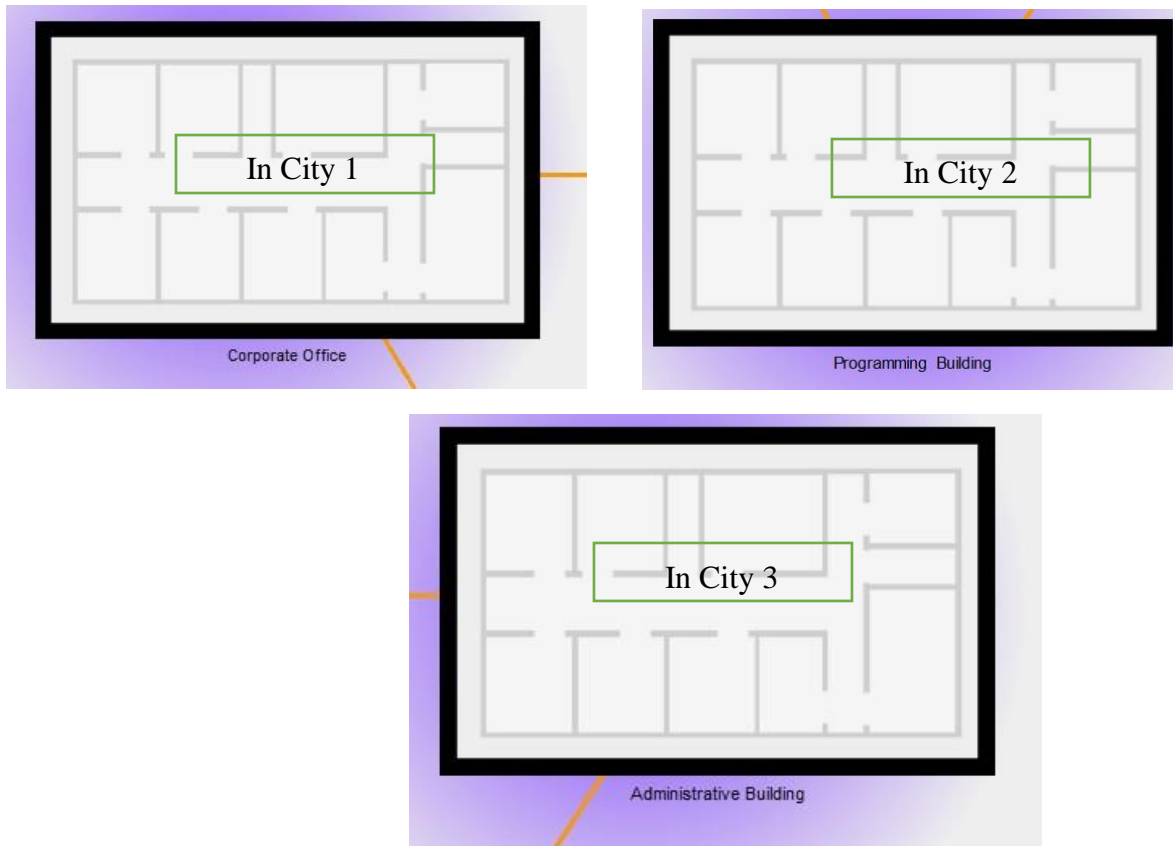 In City 1
Corporate Office
In City 2
Programming Building
In City 3
Administrative Building